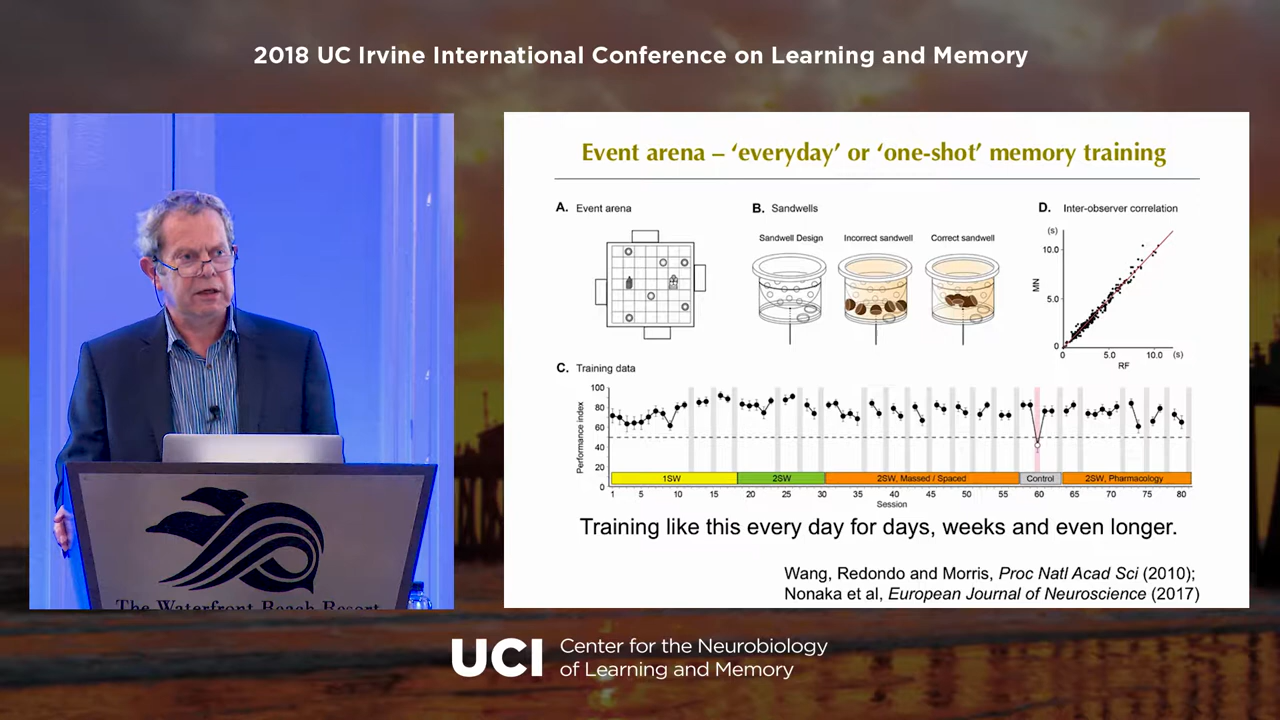 2018 UC Irvine International Conference on Learning and Memory
Event arena – ‘everyday’ or ‘one-shot’ memory training
A. Event arena
B. Sandwells
D. Inter-observer correlation
Sandwell Design
Incorrect sandwell
Correct sandwell
(s)
10.0
5.0
0
MN
0 5.0 10.0 (s)
RF
C. Training data
100
80
60
40
20
0
Performance index
1SW
2SW
2SW, Massed / Spaced
Control
2SW, Pharmacology
1 5 10 15 20 25 30 35 40 45 50 55 60 65 70 75 80
Session
Training like this every day for days, weeks and even longer.
Wang, Redondo and Morris, Proc Natl Acad Sci (2010);
Nonaka et al, European Journal of Neuroscience (2017)
The Waterfront Beach Resort
UCI
Center for the Neurobiology
of Learning and Memory